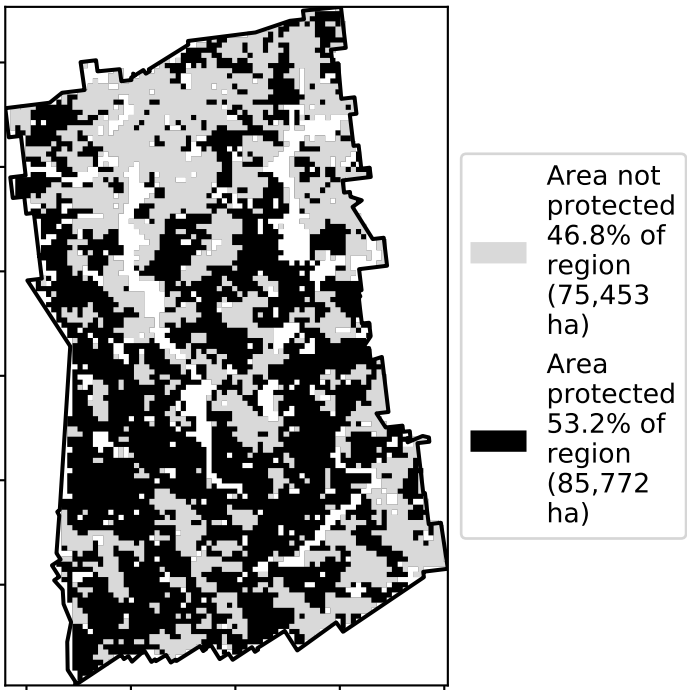 Area not
protected
46.8% of
region
(75,453
ha)
Area
protected
53.2% of
region
(85,772
ha)